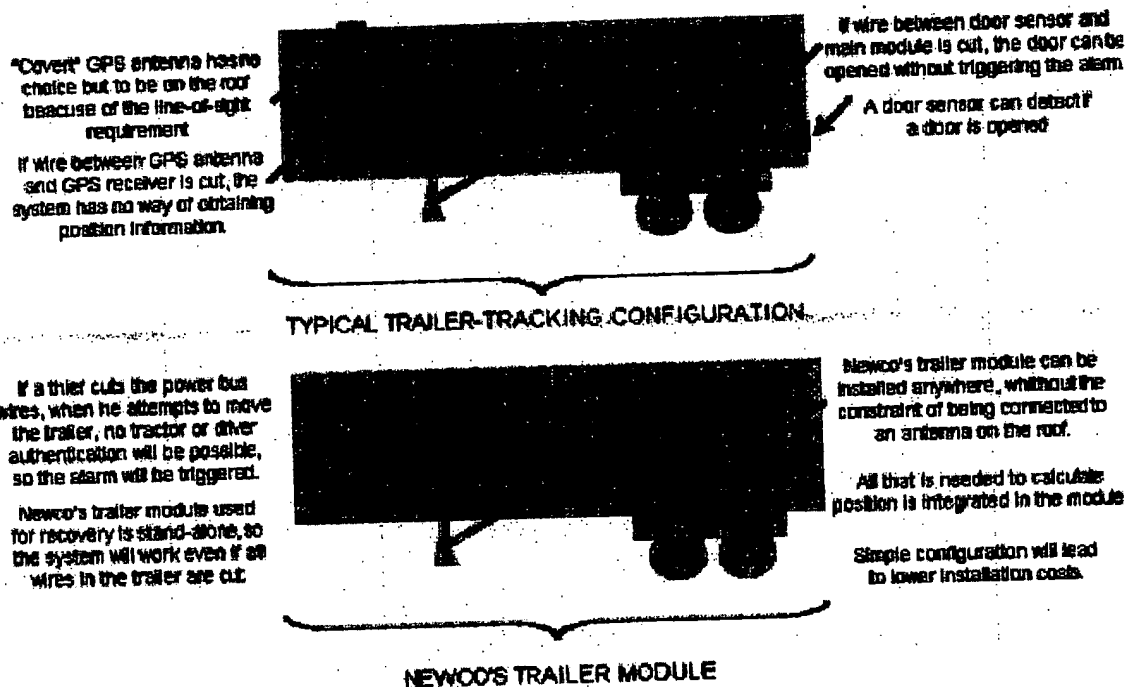 "Covert" GPS antenna has no
choice but to be on the roof
beacuse of the line-of-sight
requirement
If wire between GPS antenna
and GPS receiver is cut, the
system has no way of obtaining
position information.
If wire between door sensor and
main module is cut, the door can be
opened without triggering the alarm.
A door sensor can detect if
a door is opened
TYPICAL TRAILER-TRACKING CONFIGURATION
If a thief cuts the power bus
wires, when he attempts to move
the trailer, no tractor or driver
authentication will be possible,
so the alarm will be triggered.
Newco's trailer module used
for recovery is stand-alone, so
the system will work even if all
wires in the trailer are cut.
Newco's trailer module can be
installed anywhere, whithout the
constraint of being connected to
an antenna on the roof.
All that is needed to calculate
position is integrated in the module
Simple configuration will lead
to lower installation costs.
NEWCO'S TRAILER MODULE